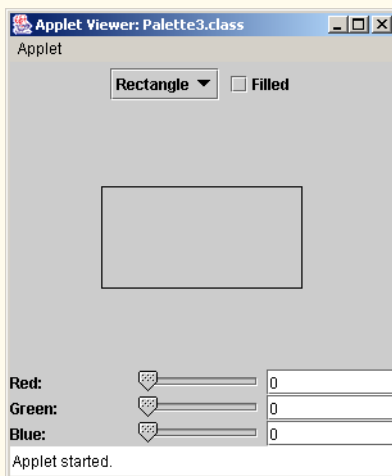 Applet Viewer: Palette3.class
Applet
Rectangle Filled
Red: 0
Green: 0
Blue: 0
Applet started.